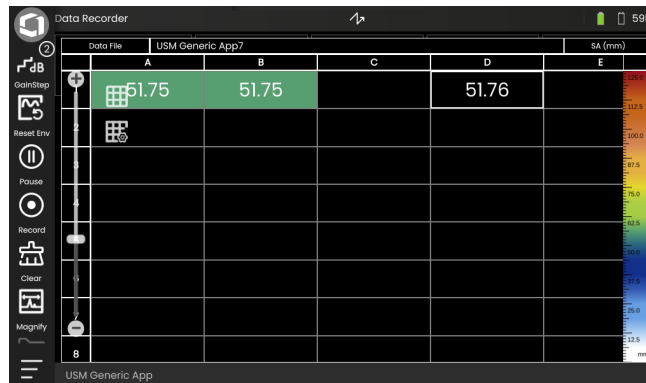 Data Recorder
59
2
dB
GainStep
Reset Env
Pause
Record
Clear
Magnify
Data File
USM Generic App7
SA (mm)
A B C D E
51.75 51.75 51.76
2
3
4
6
7
8
125.0
112.5
100.0
87.5
75.0
62.5
50.0
37.5
25.0
12.5
mm
USM Generic App